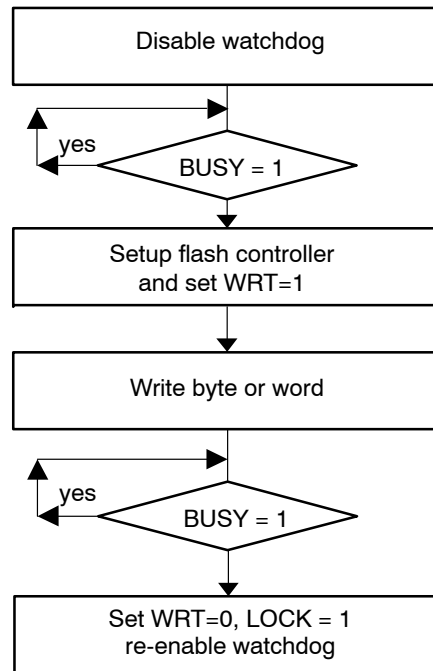 Disable watchdog
yes
BUSY = 1
Setup flash controller
and set WRT=1
Write byte or word
yes
BUSY = 1
Set WRT=0, LOCK = 1
re-enable watchdog